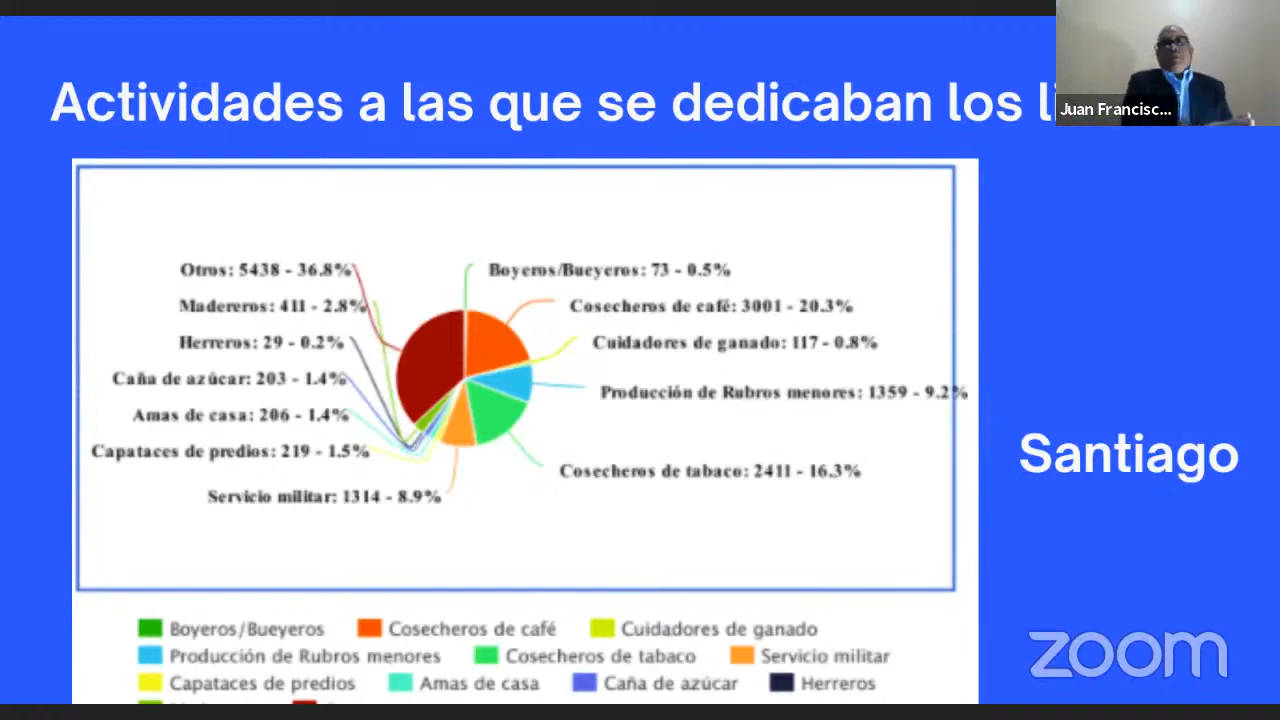 Actividades a las que se dedicaban los
Juan Francisc...
Otros: 5438 - 36.8%
Boyeros/Bueyeros: 73 - 0.5%
Madereros: 411 - 2.8%
Cosecheros de café: 3001 - 20.3%
Herreros: 29 - 0.2%
Cuidadores de ganado: 117 - 0.8%
Caña de azúcar: 203 - 1.4%
Producción de Rubros menores: 1359 - 9.2%
Amas de casa: 206 - 1.4%
Capataces de predios: 219 - 1.5%
Cosecheros de tabaco: 2411 - 16.3%
Servicio militar: 1314 - 8.9%
Santiago
Boyeros/Bueyeros Cosecheros de café Cuidadores de ganado
Producción de Rubros menores Cosecheros de tabaco Servicio militar
Capataces de predios Amas de casa Caña de azúcar Herreros
zoom